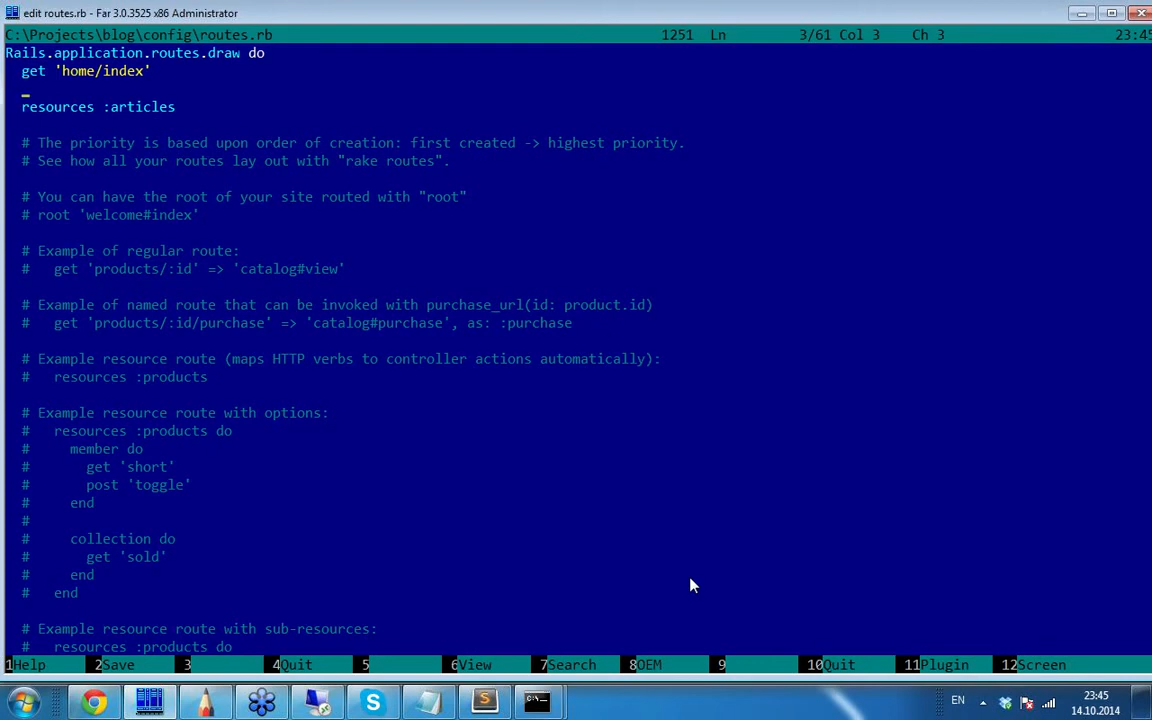 edit routes.rb - Far 3.0.3525 x86 Administrator
C:\Projects\blog\config\routes.rb 1251 Ln 3/61 Col 3 Ch 3 23:45
Rails.application.routes.draw do
  get 'home/index'
  resources :articles
  # The priority is based upon order of creation: first created -> highest priority.
  # See how all your routes lay out with "rake routes".
  # You can have the root of your site routed with "root"
  # root 'welcome#index'
  # Example of regular route:
  #   get 'products/:id' => 'catalog#view'
  # Example of named route that can be invoked with purchase_url(id: product.id)
  #   get 'products/:id/purchase' => 'catalog#purchase', as: :purchase
  # Example resource route (maps HTTP verbs to controller actions automatically):
  #   resources :products
  # Example resource route with options:
  #   resources :products do
  #     member do
  #       get 'short'
  #       post 'toggle'
  #     end
  #
  #     collection do
  #       get 'sold'
  #     end
  #   end
  # Example resource route with sub-resources:
  #   resources :products do
1Help 2Save 3 4Quit 5 6View 7Search 8OEM 9 10Quit 11Plugin 12Screen
EN 23:45
14.10.2014